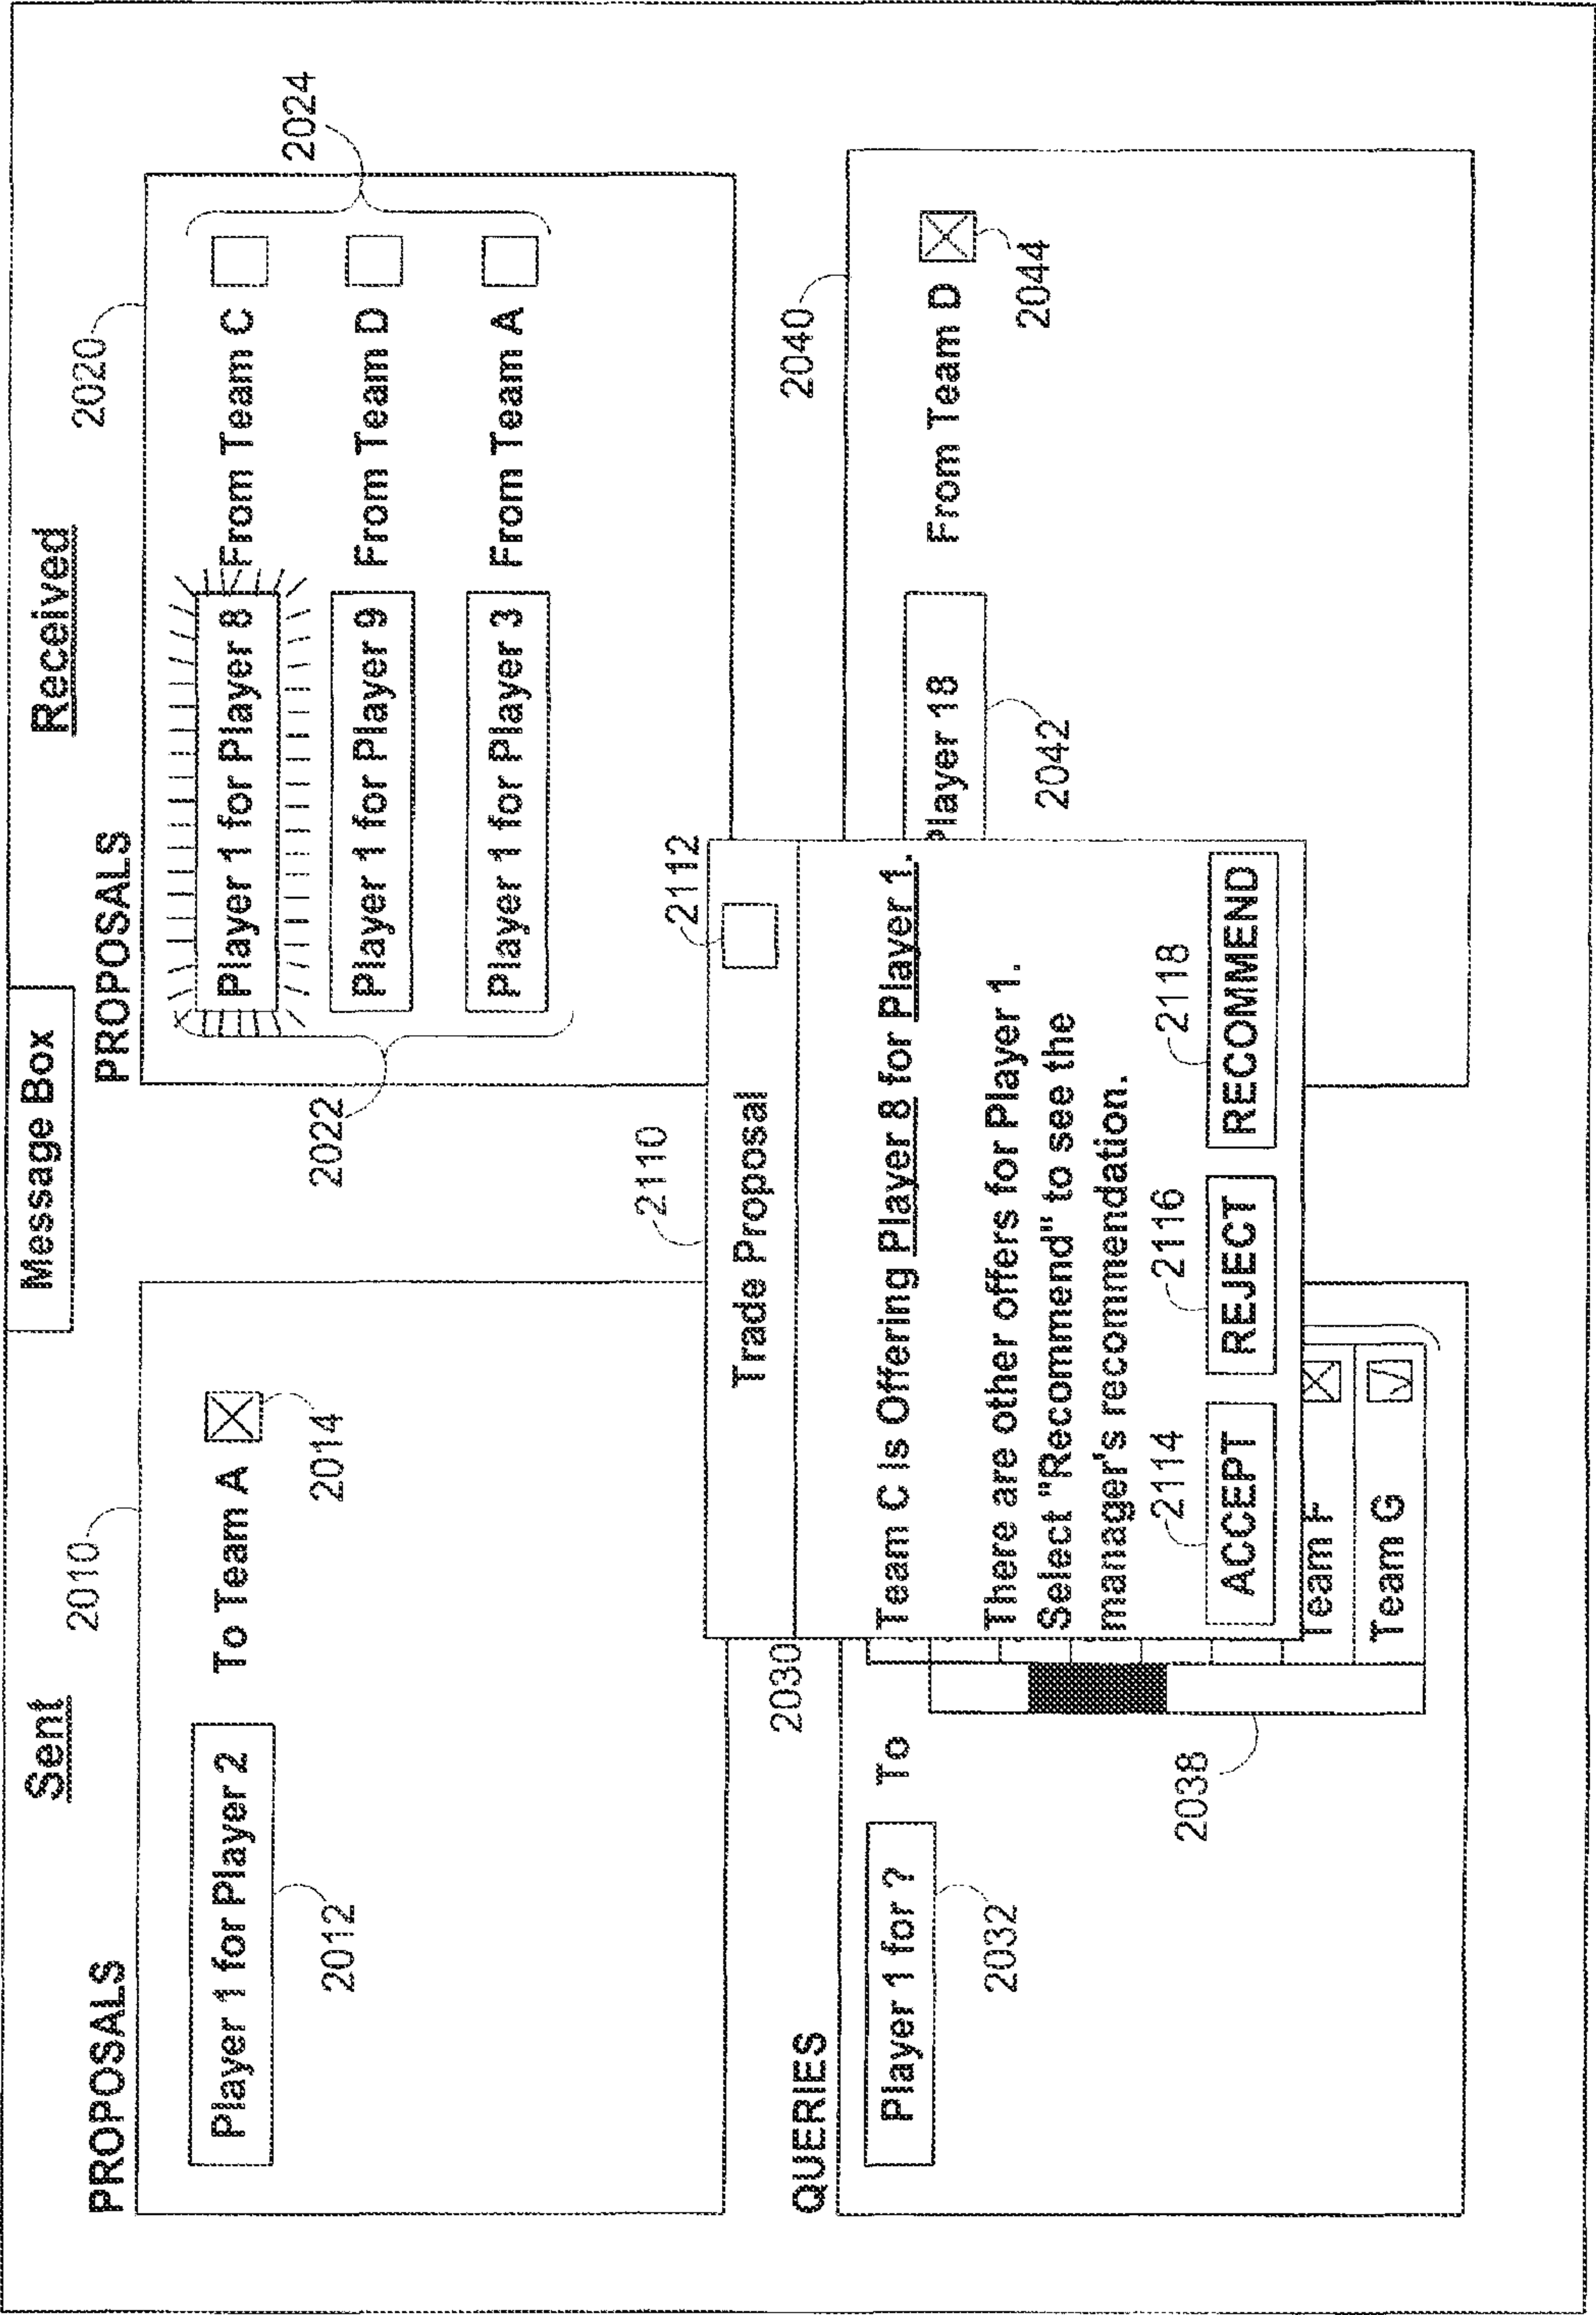 Message Box
Sent
Received
PROPOSALS
2010
Player 1 for Player 2 To Team A
2012
2014
PROPOSALS
2020
Player 1 for Player 8 From Team C
Player 1 for Player 9 From Team D
Player 1 for Player 3 From Team A
2022
2024
QUERIES
2030
Player 1 for ? To
2032
2038
Team F
Team G
2110
2112
Trade Proposal
Team C is Offering Player 8 for Player 1.
There are other offers for Player 1.
Select "Recommend" to see the
manager's recommendation.
2114
2116
2118
ACCEPT REJECT RECOMMEND
2040
Player 18 From Team D
2042
2044